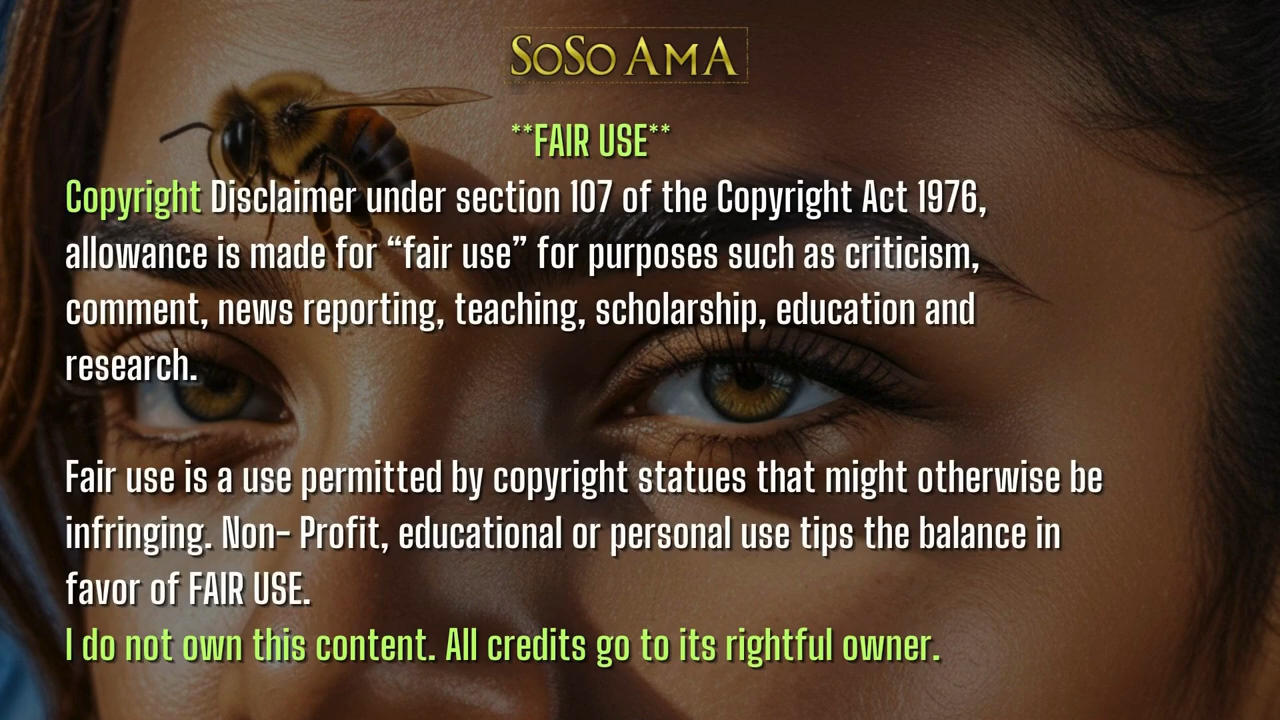 SoSo AmA
**FAIR USE**
Copyright Disclaimer under section 107 of the Copyright Act 1976,
allowance is made for “fair use” for purposes such as criticism,
comment, news reporting, teaching, scholarship, education and
research.
Fair use is a use permitted by copyright statues that might otherwise be
infringing. Non- Profit, educational or personal use tips the balance in
favor of FAIR USE.
I do not own this content. All credits go to its rightful owner.